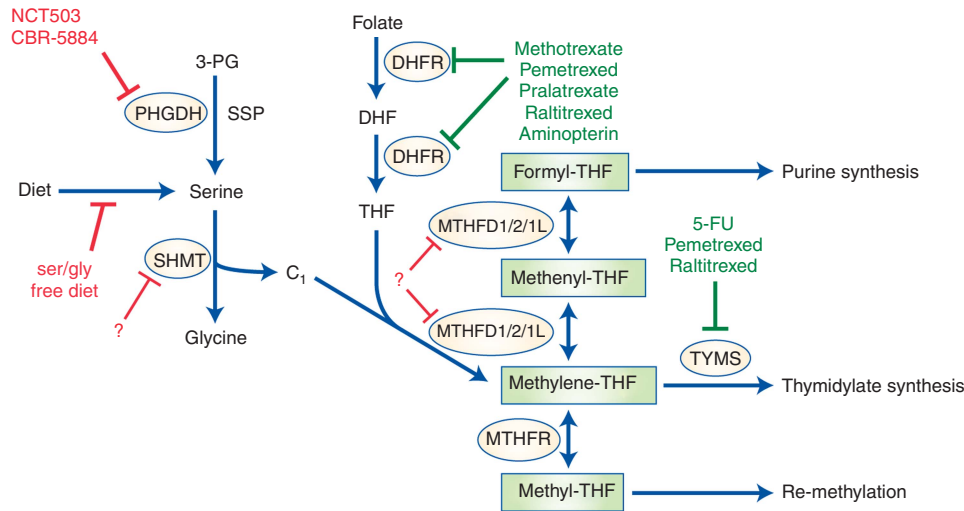 NCT503
CBR-5884
3-PG
PHGDH
SSP
Diet
Serine
ser/gly
free diet
SHMT
?
C1
Glycine
Folate
DHFR
DHF
DHFR
THF
Methotrexate
Pemetrexed
Pralatrexate
Raltitrexed
Aminopterin
Formyl-THF
Purine synthesis
MTHFD1/2/1L
?
Methenyl-THF
MTHFD1/2/1L
5-FU
Pemetrexed
Raltitrexed
TYMS
Methylene-THF
Thymidylate synthesis
MTHFR
Methyl-THF
Re-methylation